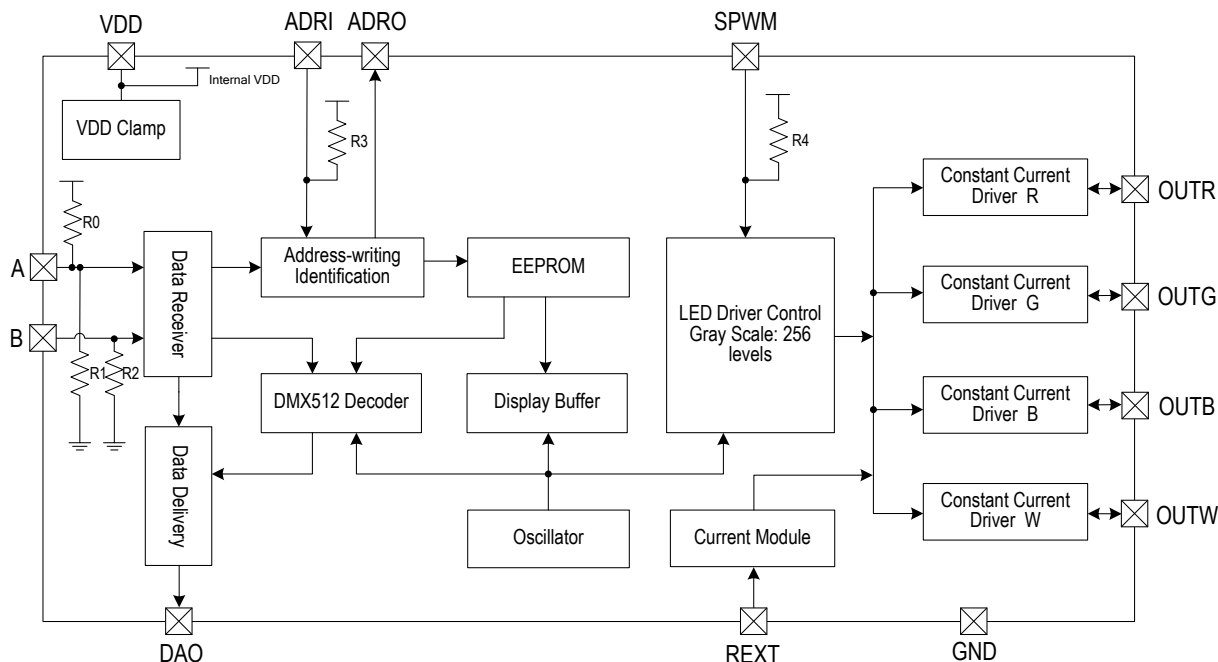 VDD
ADRI
ADRO
SPWM
Internal VDD
VDD Clamp
R3
R4
R0
Constant Current
Driver R
OUTR
A
Data Receiver
Address-writing
Identification
EEPROM
LED Driver Control
Gray Scale: 256
levels
Constant Current
Driver G
OUTG
B
R1
R2
DMX512 Decoder
Display Buffer
Constant Current
Driver B
OUTB
Data Delivery
Oscillator
Current Module
Constant Current
Driver W
OUTW
DAO
REXT
GND